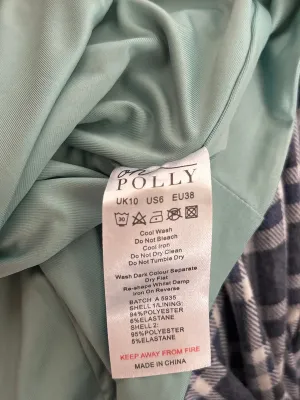 POLLY
UK10 US6 EU38
30
Cool Wash
Do Not Bleach
Cool Iron
Do Not Dry Clean
Do Not Tumble Dry
Wash Dark Colour Separate
Dry Flat
Re-shape Whilst Damp
Iron On Reverse
BATCH A 5935
SHELL 1/LINING:
94%POLYESTER
6%ELASTANE
SHELL 2:
95%POLYESTER
5%ELASTANE
KEEP AWAY FROM FIRE
MADE IN CHINA